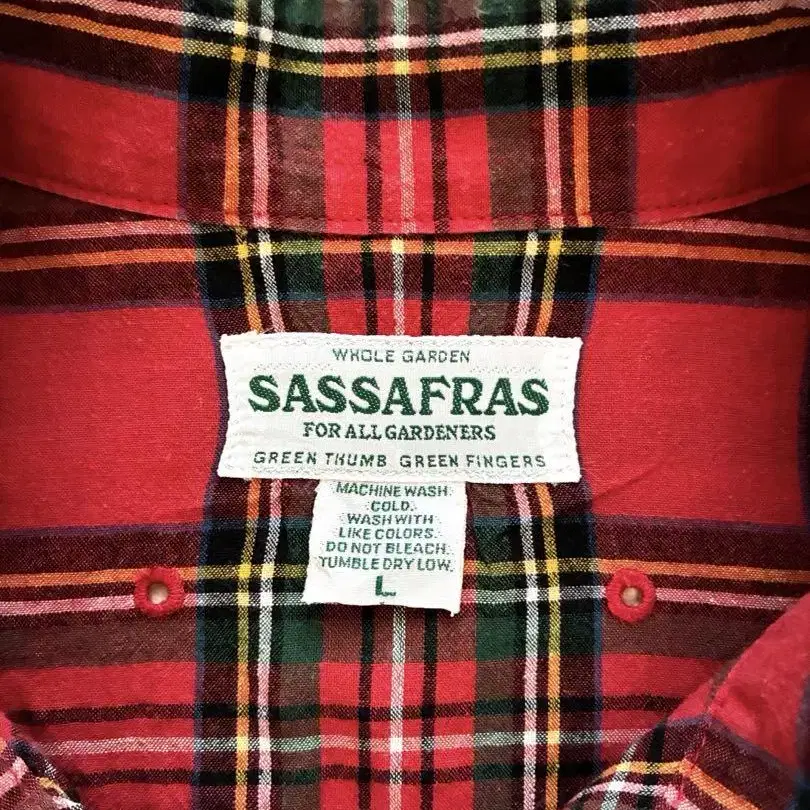 WHOLE GARDEN
SASSAFRAS
FOR ALL GARDENERS
GREEN THUMB GREEN FINGERS
MACHINE WASH
COLD.
WASH WITH
LIKE COLORS.
DO NOT BLEACH.
TUMBLE DRY LOW.
L